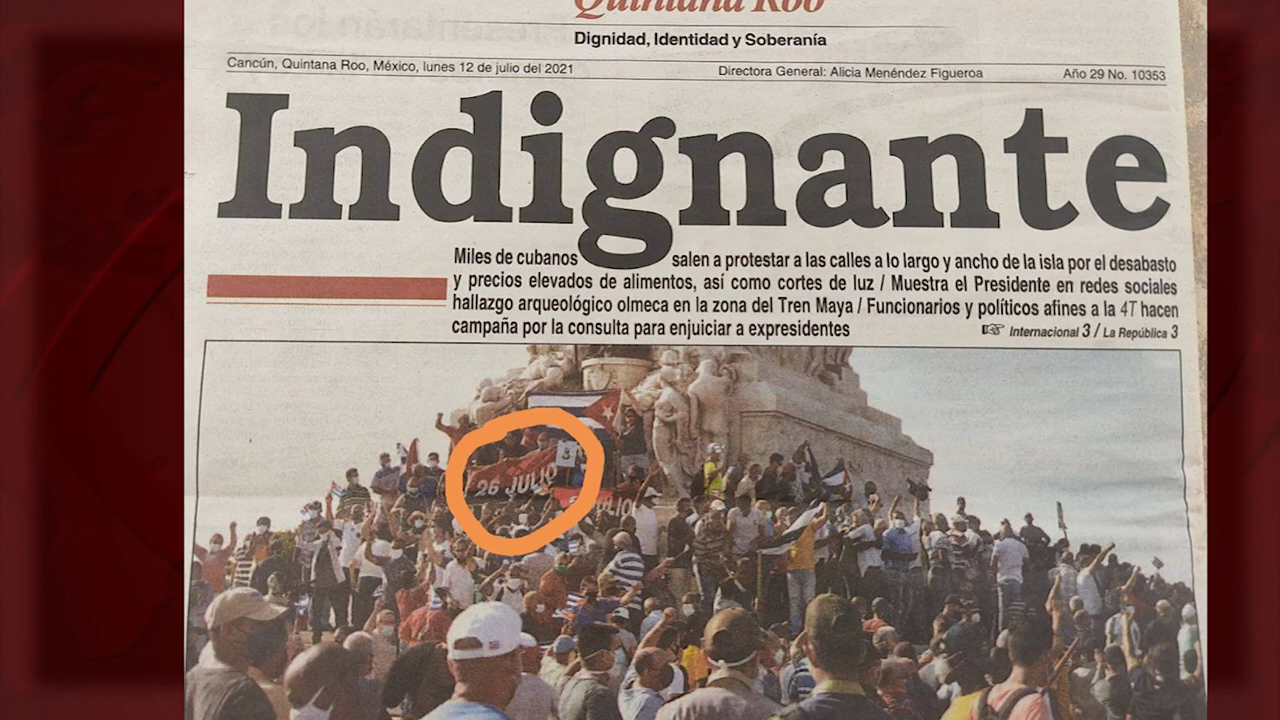 Quintana Roo
Dignidad, Identidad y Soberanía
Cancún, Quintana Roo, México, lunes 12 de julio del 2021 Directora General: Alicia Menéndez Figueroa Año 29 No. 10353
Indignante
Miles de cubanos salen a protestar a las calles a lo largo y ancho de la isla por el desabasto
y precios elevados de alimentos, así como cortes de luz / Muestra el Presidente en redes sociales
hallazgo arqueológico olmeca en la zona del Tren Maya / Funcionarios y políticos afines a la 4T hacen
campaña por la consulta para enjuiciar a expresidentes
Internacional 3 / La República 3
26 JULIO